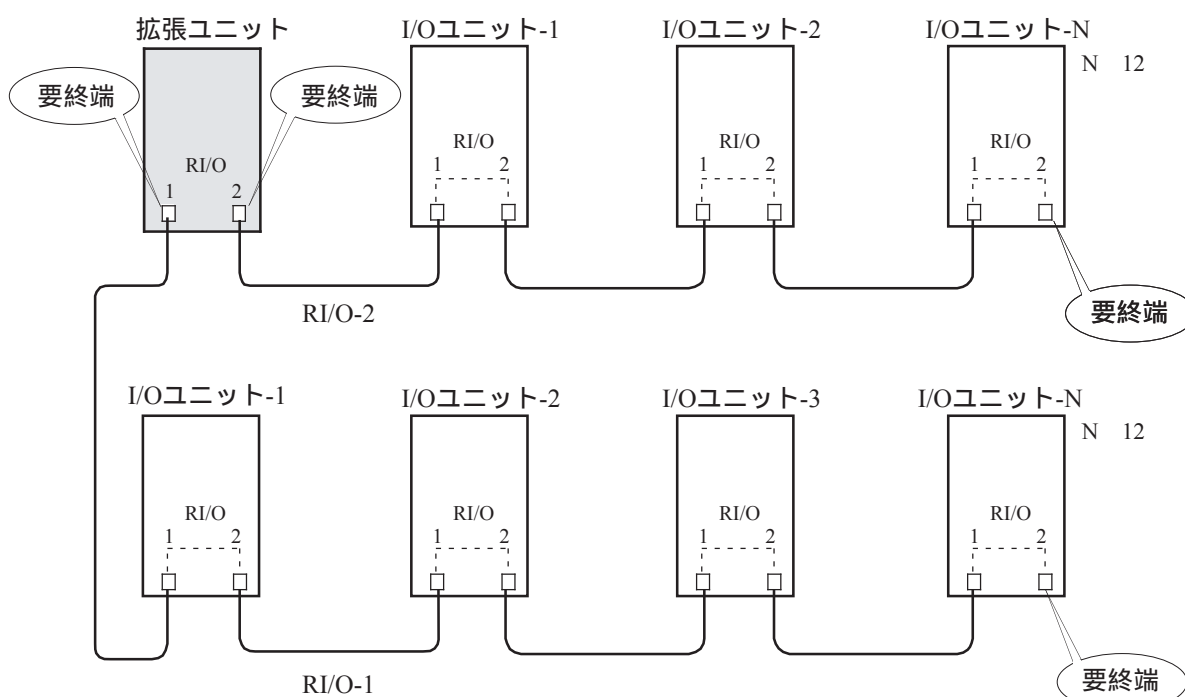 拡張ユニット
I/Oユニット-1
I/Oユニット-2
I/Oユニット-N
N 12
要終端
要終端
RI/O
1 2
RI/O
1 2
RI/O
1 2
RI/O
1 2
要終端
RI/O-2
I/Oユニット-1
I/Oユニット-2
I/Oユニット-3
I/Oユニット-N
N 12
RI/O
1 2
RI/O
1 2
RI/O
1 2
RI/O
1 2
要終端
RI/O-1